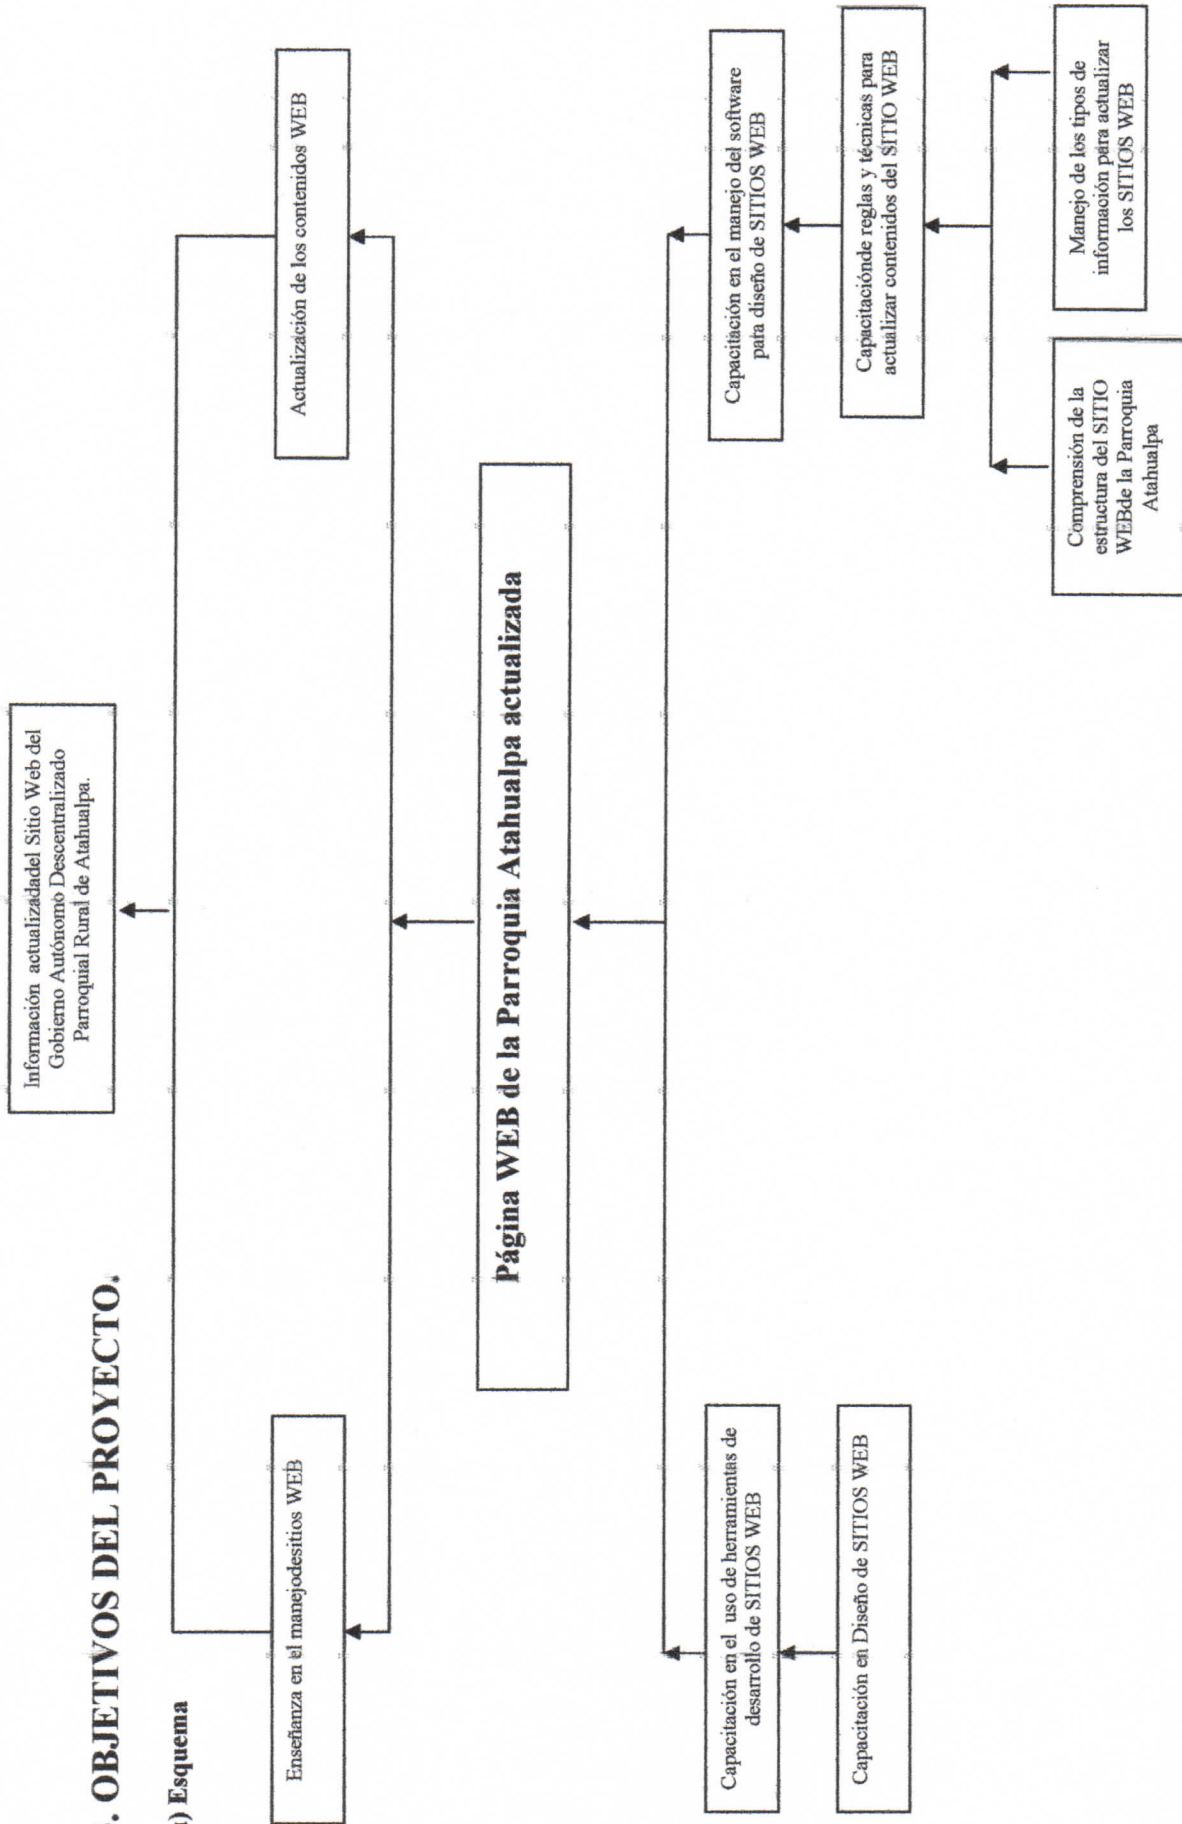 . OBJETIVOS DEL PROYECTO.
) Esquema
Información actualizadadel Sitio Web del
Gobierno Autónomo Descentralizado
Parroquial Rural de Atahualpa.
Enseñanza en el manejodesitios WEB
Actualización de los contenidos WEB
Página WEB de la Parroquia Atahualpa actualizada
Capacitación en el uso de herramientas de
desarrollo de SITIOS WEB
Capacitación en el manejo del software
para diseño de SITIOS WEB
Capacitación en Diseño de SITIOS WEB
Capacitaciónde reglas y técnicas para
actualizar contenidos del SITIO WEB
Comprensión de la
estructura del SITIO
WEBde la Parroquia
Atahualpa
Manejo de los tipos de
información para actualizar
los SITIOS WEB